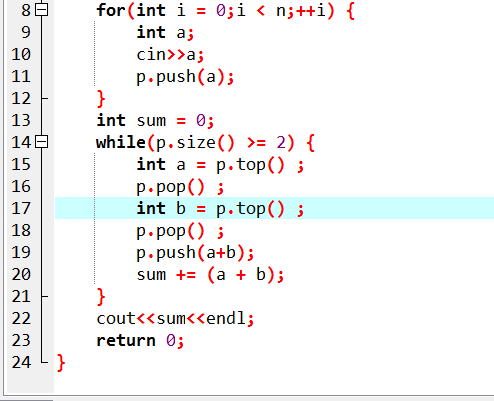 8 for(int i = 0;i < n;++i) {
9 int a;
10 cin>>a;
11 p.push(a);
12 }
13 int sum = 0;
14 while(p.size() >= 2) {
15 int a = p.top() ;
16 p.pop() ;
17 int b = p.top() ;
18 p.pop() ;
19 p.push(a+b);
20 sum += (a + b);
21 }
22 cout<<sum<<endl;
23 return 0;
24 }